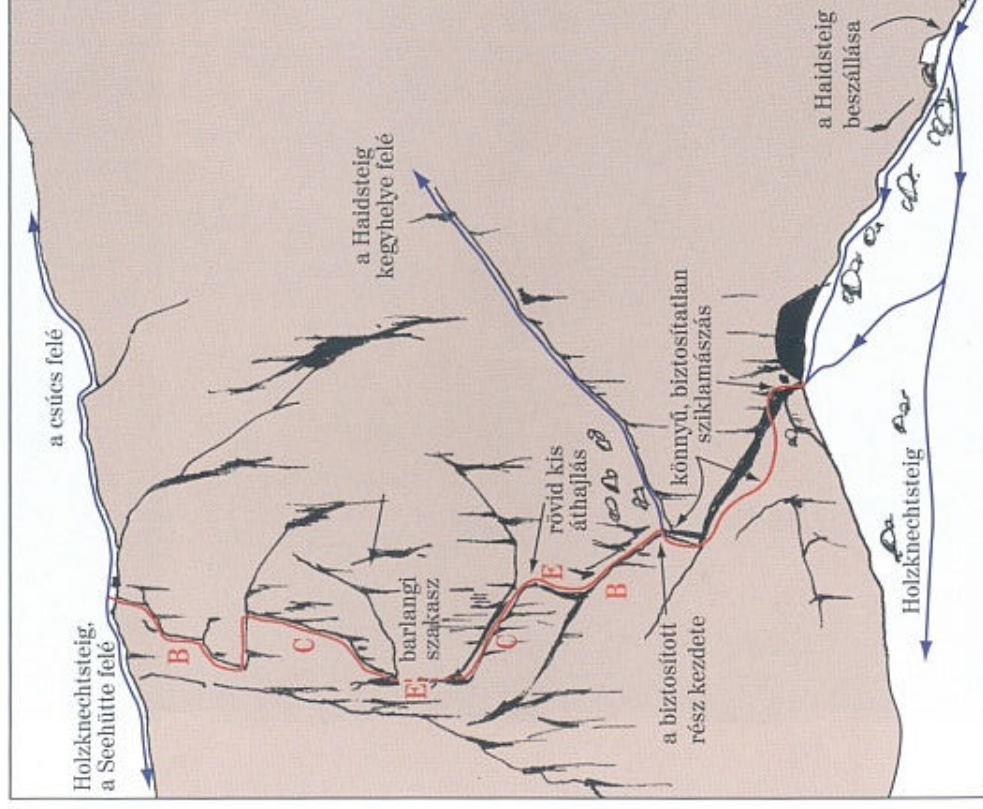 Holzknechtsteig,
a Seehütte felé
a csúcs felé
B
C
E
barlangi
szakasz
C
E
rövid kis
áthajlás
B
a Haidsteig
kegyhelye felé
a biztosított
rész kezdete
könnyű, biztosítatlan
sziklamászás
a Haidsteig
beszállása
Holzknechtsteig